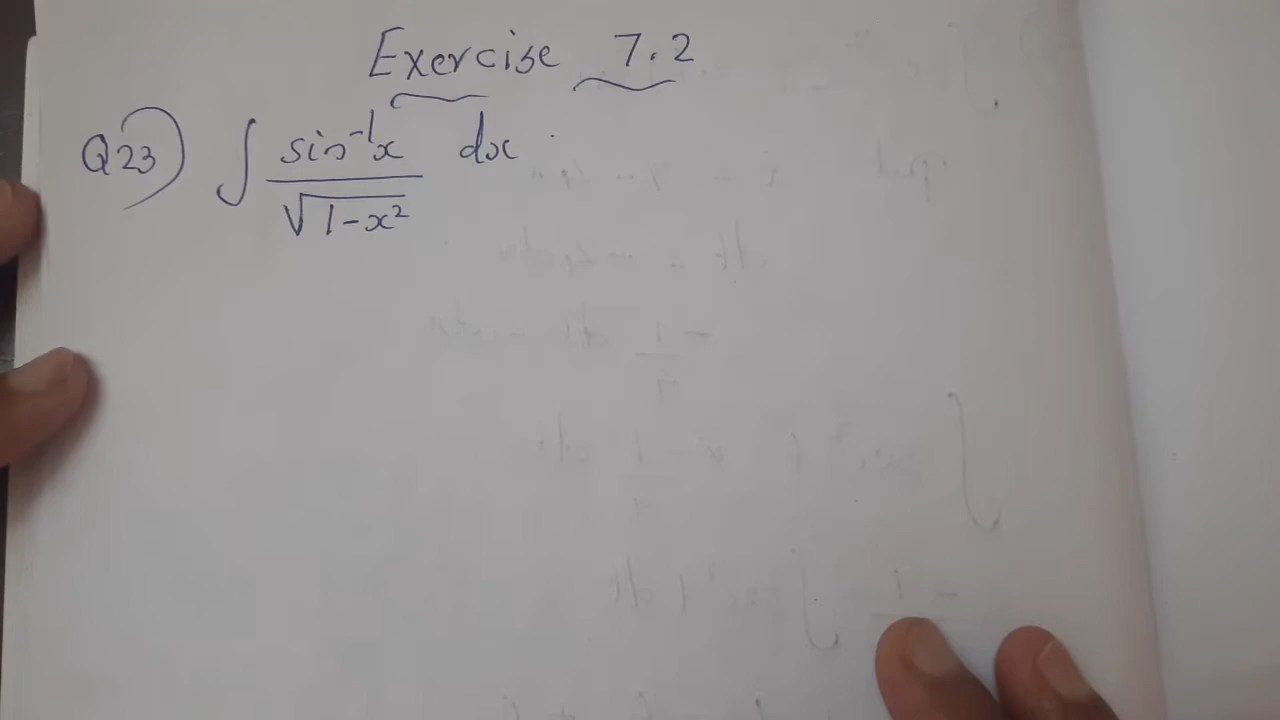 Exercise 7.2
Q23) ∫ sin⁻¹x / √(1-x²) dx